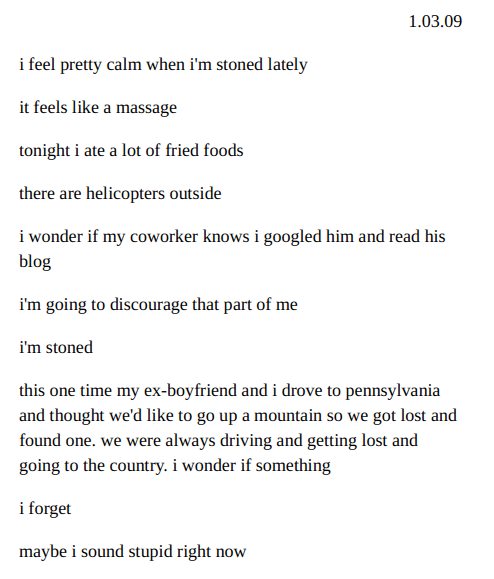 1.03.09
i feel pretty calm when i'm stoned lately
it feels like a massage
tonight i ate a lot of fried foods
there are helicopters outside
i wonder if my coworker knows i googled him and read his
blog
i'm going to discourage that part of me
i'm stoned
this one time my ex-boyfriend and i drove to pennsylvania
and thought we'd like to go up a mountain so we got lost and
found one. we were always driving and getting lost and
going to the country. i wonder if something
i forget
maybe i sound stupid right now